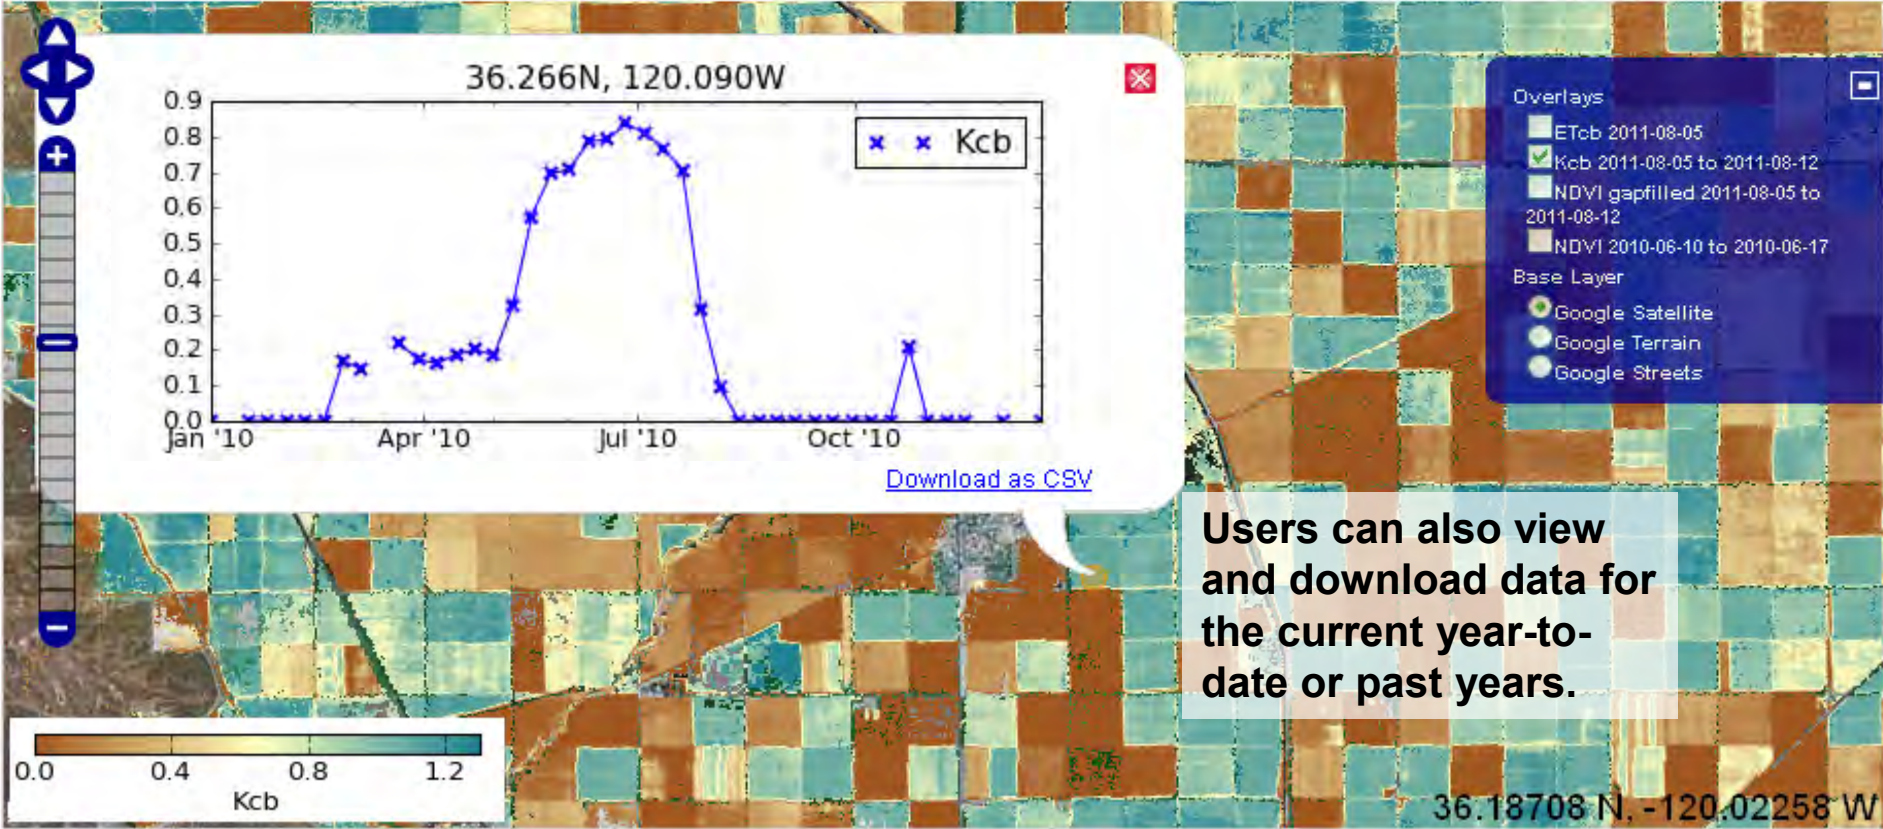 36.266N, 120.090W
0.9
0.8
0.7
0.6
0.5
0.4
0.3
0.2
0.1
0.0
Kcb
Jan '10 Apr '10 Jul '10 Oct '10
Download as CSV
Overlays
ETcb 2011-08-05
Kcb 2011-08-05 to 2011-08-12
NDVI gapfilled 2011-08-05 to
2011-08-12
NDVI 2010-06-10 to 2010-06-17
Base Layer
Google Satellite
Google Terrain
Google Streets
Users can also view
and download data for
the current year-to-
date or past years.
0.0 0.4 0.8 1.2
Kcb
36.18708 N, -120.02258 W